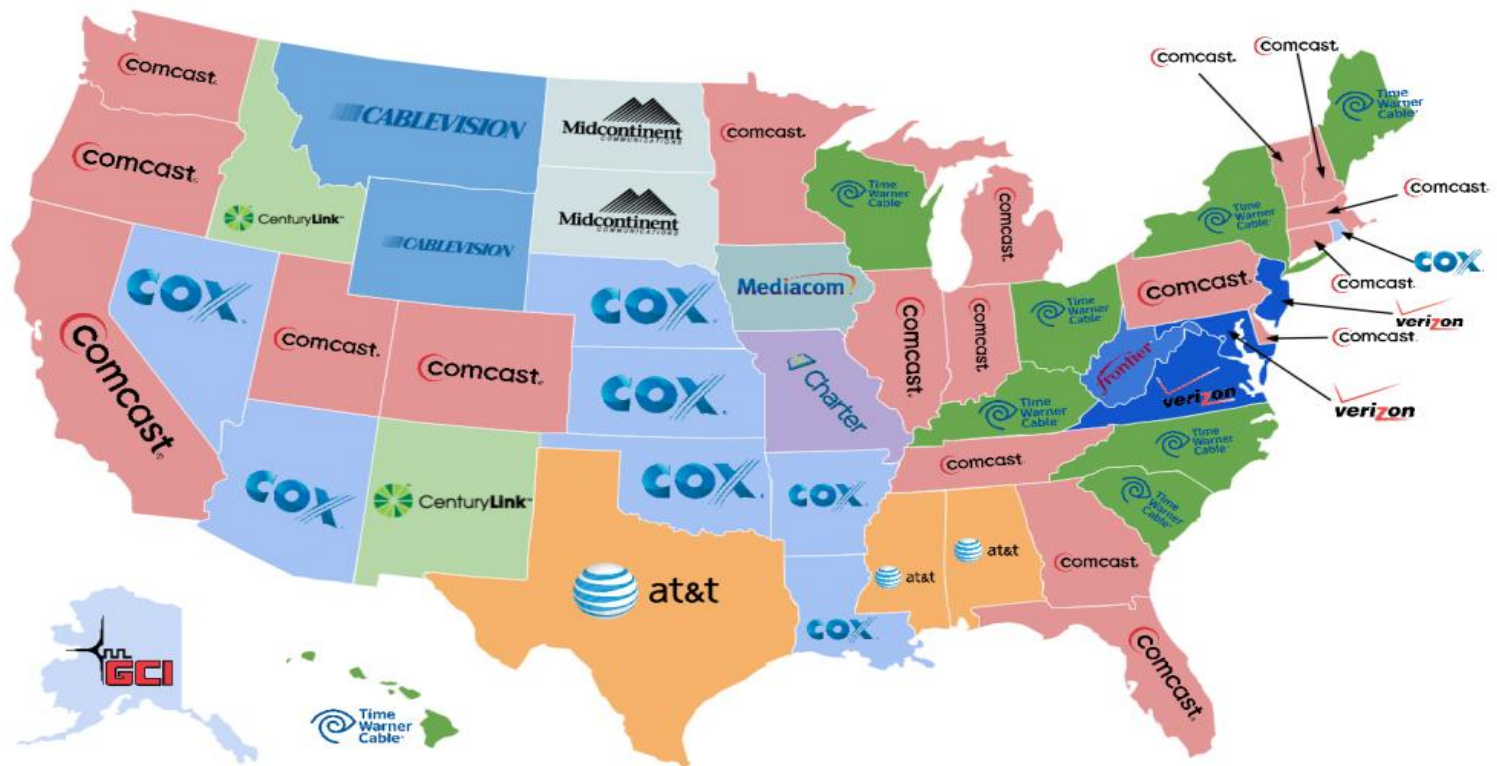 comcast.
comcast.
comcast.
Time
Warner
Cable
CABLEVISION
Midcontinent
COMMUNICATIONS
comcast.
comcast.
Time
Warner
Cable
comcast.
CenturyLink
CABLEVISION
Midcontinent
COMMUNICATIONS
comcast.
Time
Warner
Cable
COX
COX
COX
Mediacom
comcast.
comcast.
verizon
comcast.
comcast.
comcast.
comcast.
comcast.
Time
Warner
Cable
frontier
comcast.
COX
Charter
verizon
verizon
Time
Warner
Cable
Time
Warner
Cable
comcast.
COX
CenturyLink
COX
COX
Time
Warner
Cable
at&t
at&t
at&t
comcast.
COX
comcast.
GCI
Time
Warner
Cable